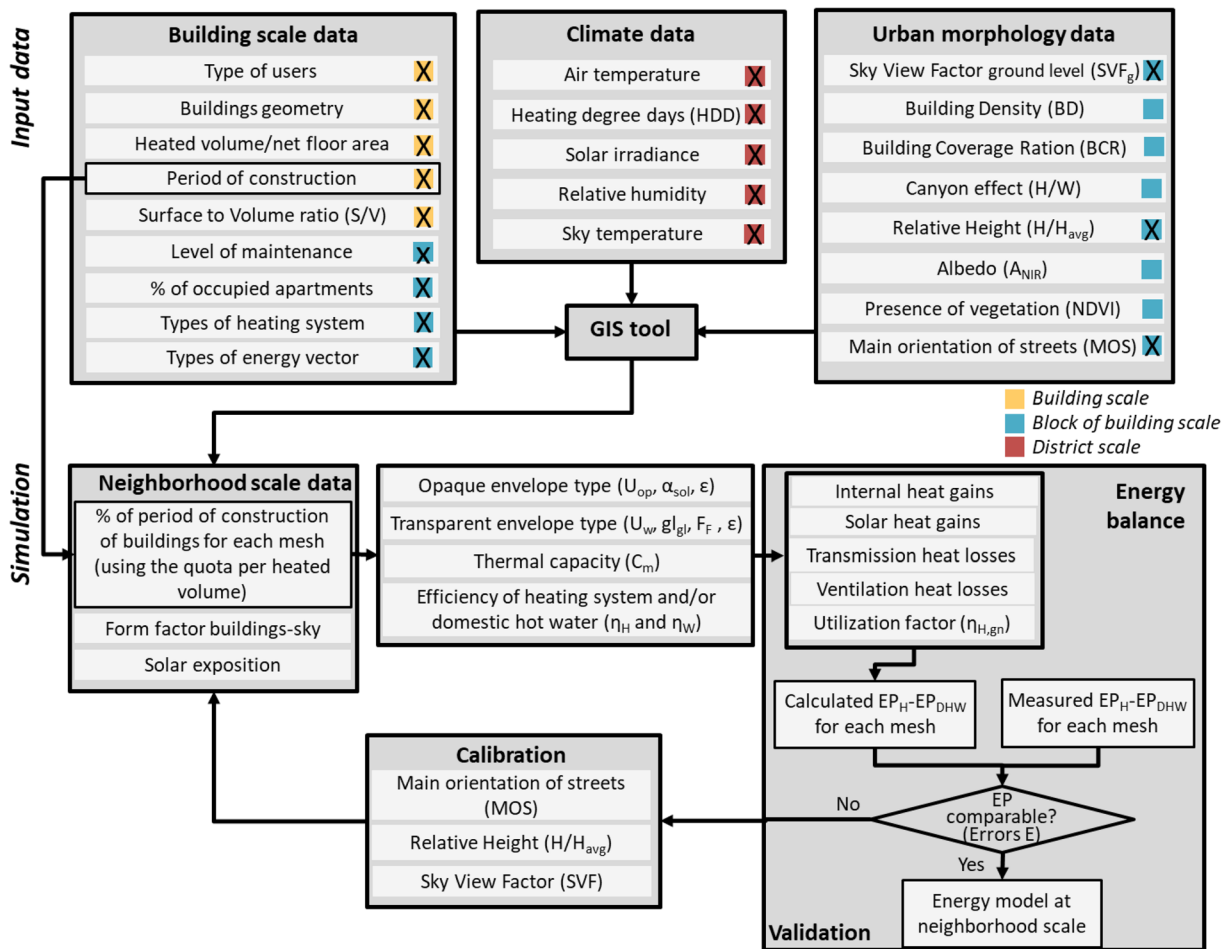 Input data
Building scale data
Type of users X
Buildings geometry X
Heated volume/net floor area X
Period of construction X
Surface to Volume ratio (S/V) X
Level of maintenance X
% of occupied apartments X
Types of heating system X
Types of energy vector X
Climate data
Air temperature X
Heating degree days (HDD) X
Solar irradiance X
Relative humidity X
Sky temperature X
Urban morphology data
Sky View Factor ground level (SVFg) X
Building Density (BD)
Building Coverage Ration (BCR)
Canyon effect (H/W)
Relative Height (H/Havg) X
Albedo (ANIR)
Presence of vegetation (NDVI)
Main orientation of streets (MOS) X
GIS tool
Building scale
Block of building scale
District scale
Simulation
Neighborhood scale data
% of period of construction
of buildings for each mesh
(using the quota per heated
volume)
Form factor buildings-sky
Solar exposition
Opaque envelope type (Uop, αsol, ε)
Transparent envelope type (Uw, glgl, FF , ε)
Thermal capacity (Cm)
Efficiency of heating system and/or
domestic hot water (ηH and ηW)
Energy
balance
Internal heat gains
Solar heat gains
Transmission heat losses
Ventilation heat losses
Utilization factor (ηH,gn)
Calculated EPH-EPDHW
for each mesh
Measured EPH-EPDHW
for each mesh
EP
comparable?
(Errors E)
No
Yes
Energy model at
neighborhood scale
Validation
Calibration
Main orientation of streets
(MOS)
Relative Height (H/Havg)
Sky View Factor (SVF)